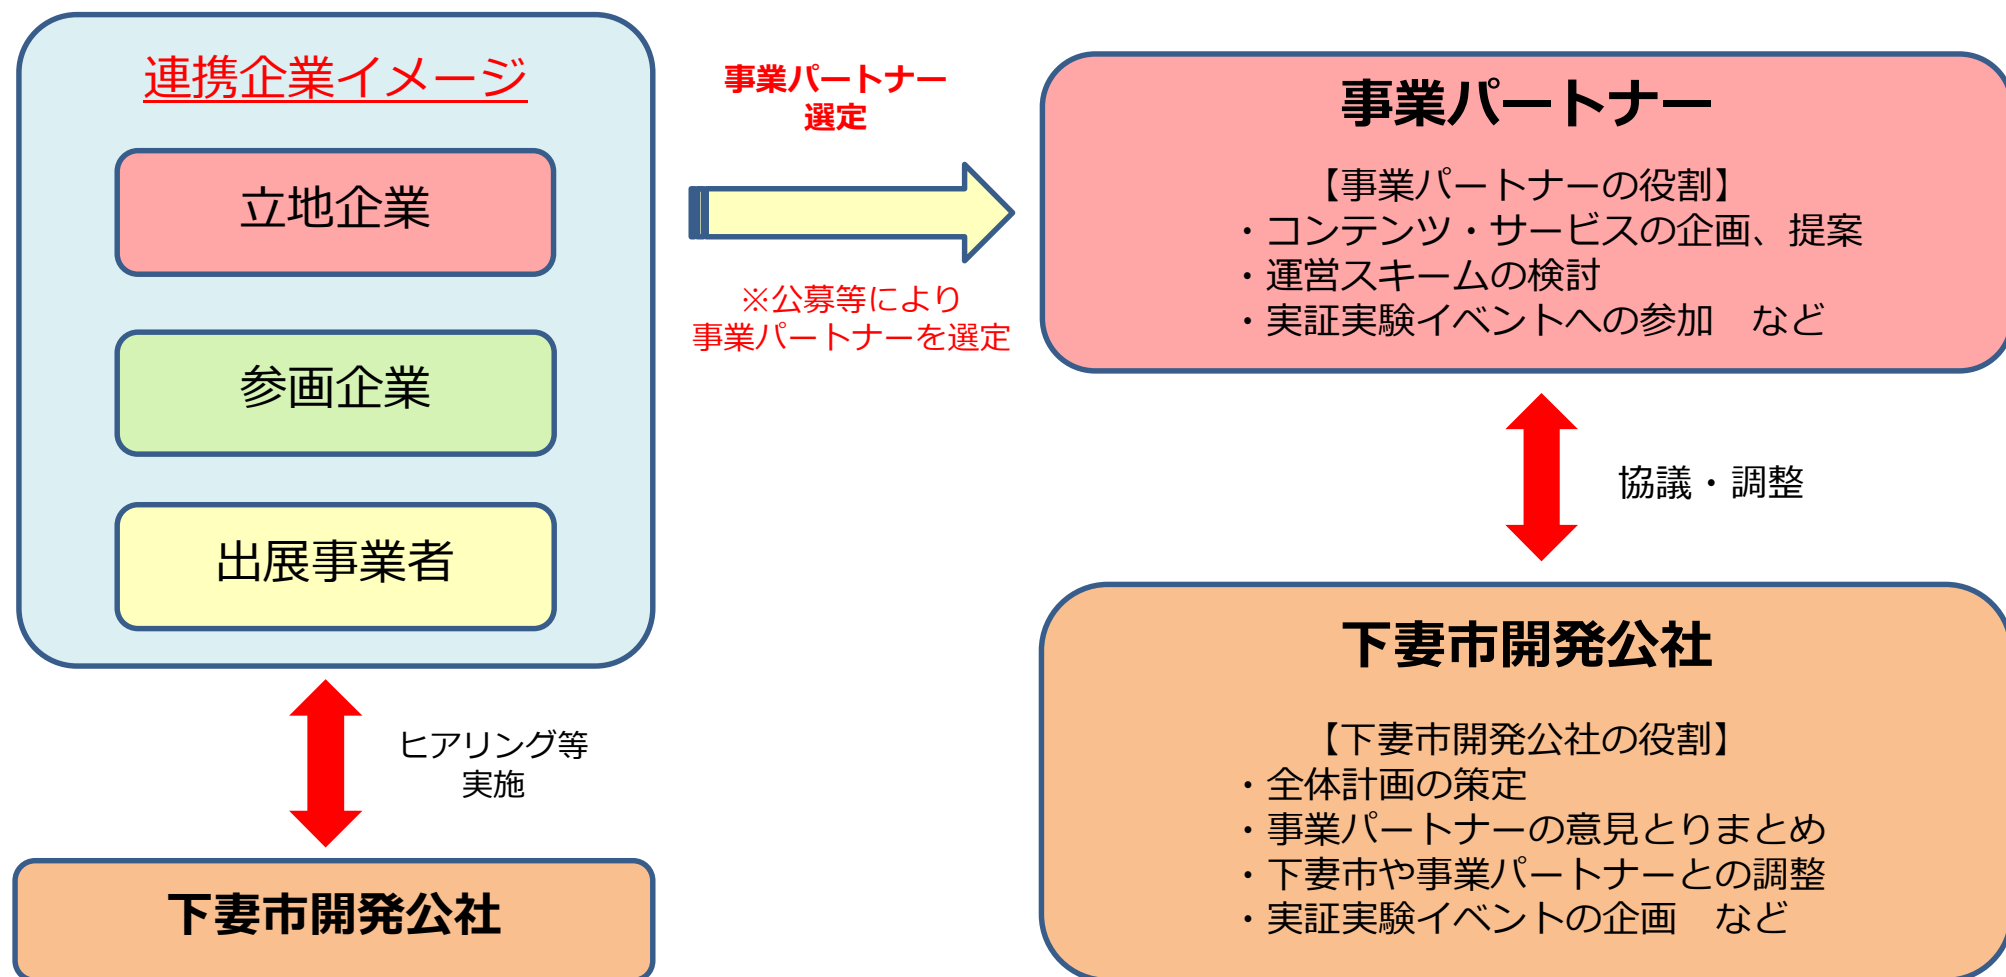 連携企業イメージ
立地企業
参画企業
出展事業者
ヒアリング等
実施
下妻市開発公社
事業パートナー
選定
※公募等により
事業パートナーを選定
事業パートナー
【事業パートナーの役割】
・コンテンツ・サービスの企画、提案
・運営スキームの検討
・実証実験イベントへの参加　など
協議・調整
下妻市開発公社
【下妻市開発公社の役割】
・全体計画の策定
・事業パートナーの意見とりまとめ
・下妻市や事業パートナーとの調整
・実証実験イベントの企画　など